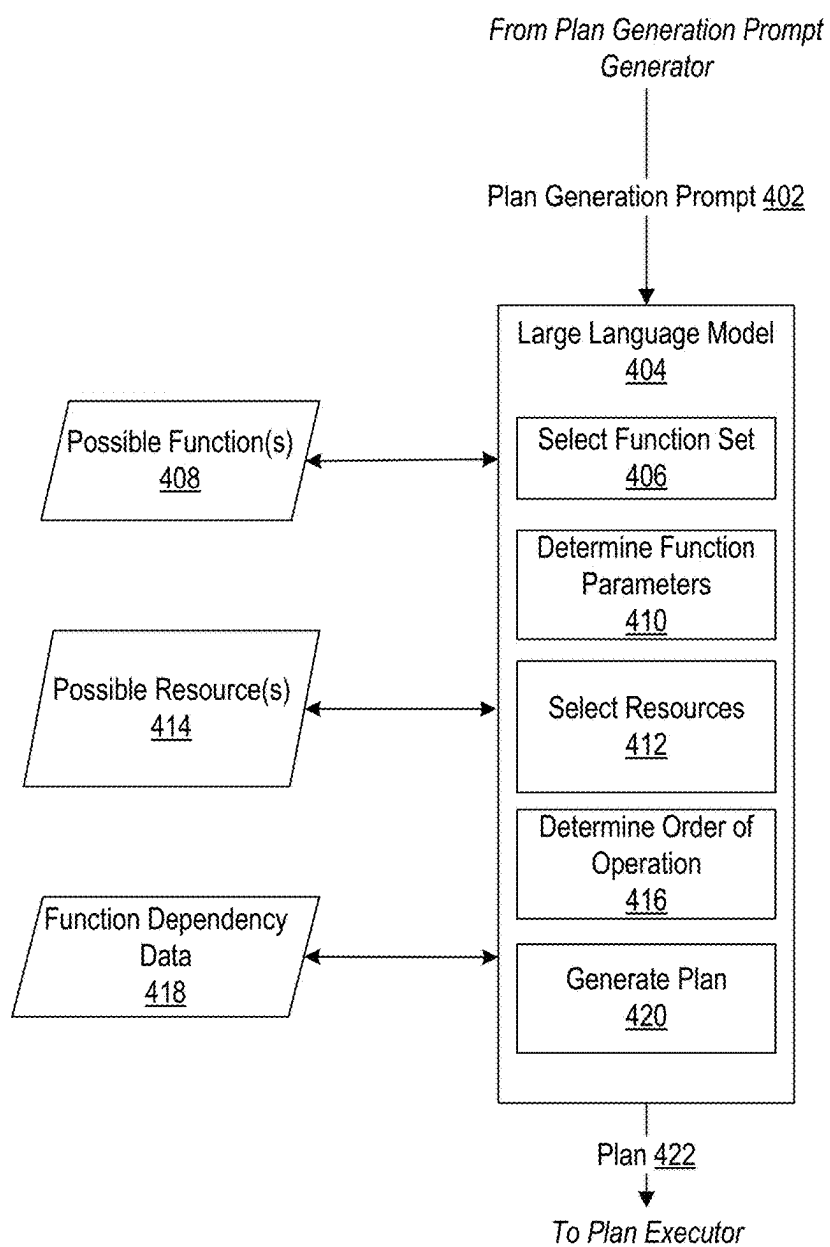 From Plan Generation Prompt
Generator
Plan Generation Prompt 402
Large Language Model
404
Possible Function(s)
408
Select Function Set
406
Determine Function
Parameters
410
Possible Resource(s)
414
Select Resources
412
Determine Order of
Operation
416
Function Dependency
Data
418
Generate Plan
420
Plan 422
To Plan Executor